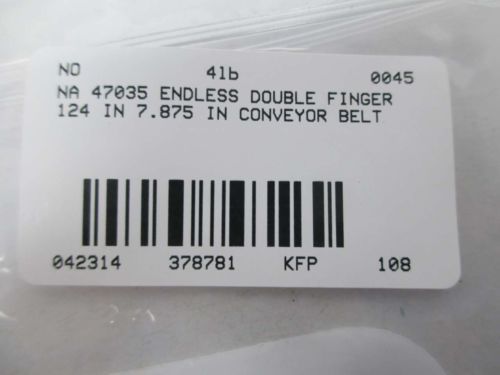 NO 41b 0045
NA 47035 ENDLESS DOUBLE FINGER
124 IN 7.875 IN CONVEYOR BELT
042314 378781 KFP 108